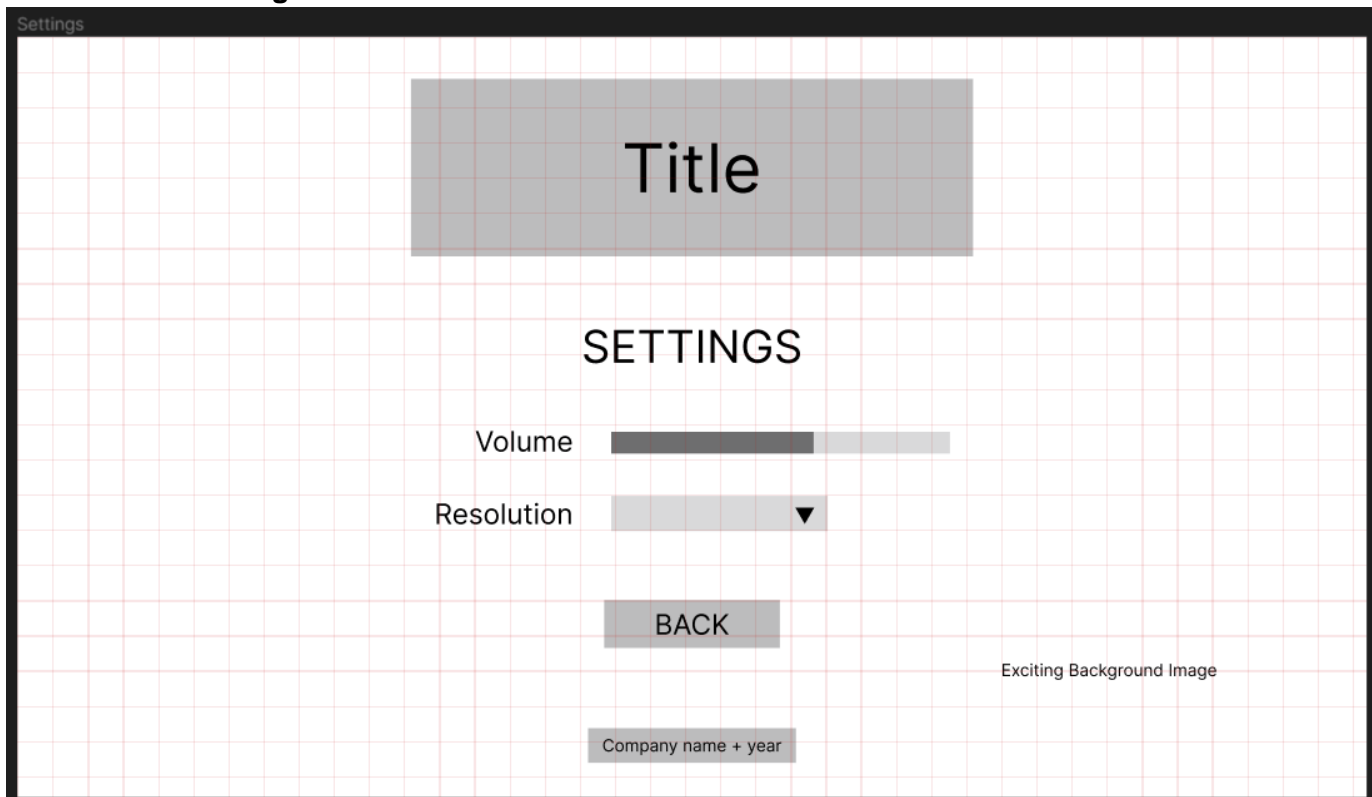 Settings
Title
SETTINGS
Volume
Resolution
BACK
Exciting Background Image
Company name + year